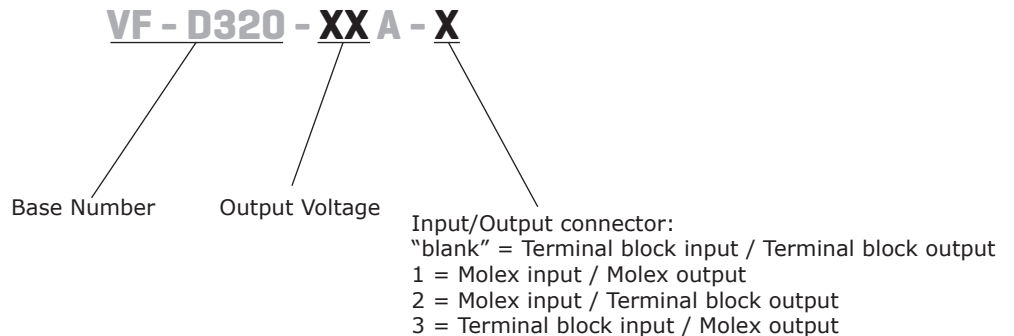 VF - D320 - XX A - X
Base Number
Output Voltage
Input/Output connector:
“blank” = Terminal block input / Terminal block output
1 = Molex input / Molex output
2 = Molex input / Terminal block output
3 = Terminal block input / Molex output